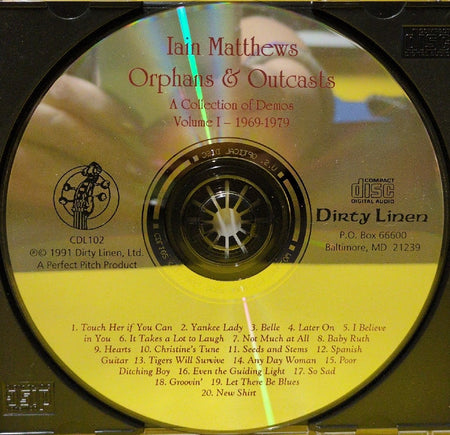 Iain Matthews
Orphans & Outcasts
A Collection of Demos
Volume I – 1969-1979
COMPACT
disc
DIGITAL AUDIO
CDL102
Dirty Linen
P.O. Box 66600
Baltimore, MD 21239
℗© 1991 Dirty Linen, Ltd.
A Perfect Pitch Product
1. Touch Her if You Can 2. Yankee Lady 3. Belle 4. Later On 5. I Believe
in You 6. It Takes a Lot to Laugh 7. Not Much at All 8. Baby Ruth
9. Hearts 10. Christine's Tune 11. Seeds and Stems 12. Spanish
Guitar 13. Tigers Will Survive 14. Any Day Woman 15. Poor
Ditching Boy 16. Even the Guiding Light 17. So Sad
18. Groovin' 19. Let There Be Blues
20. New Shirt